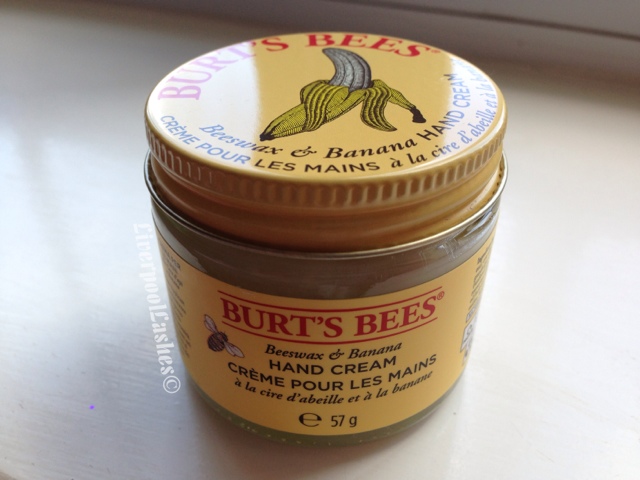 BURT'S BEES®
Beeswax & Banana HAND CREAM
CRÈME POUR LES MAINS à la cire d'abeille et à la
BURT'S BEES®
Beeswax & Banana
HAND CREAM
CRÈME POUR LES MAINS
à la cire d'abeille et à la banane
e 57 g
LiverpoolLashes©